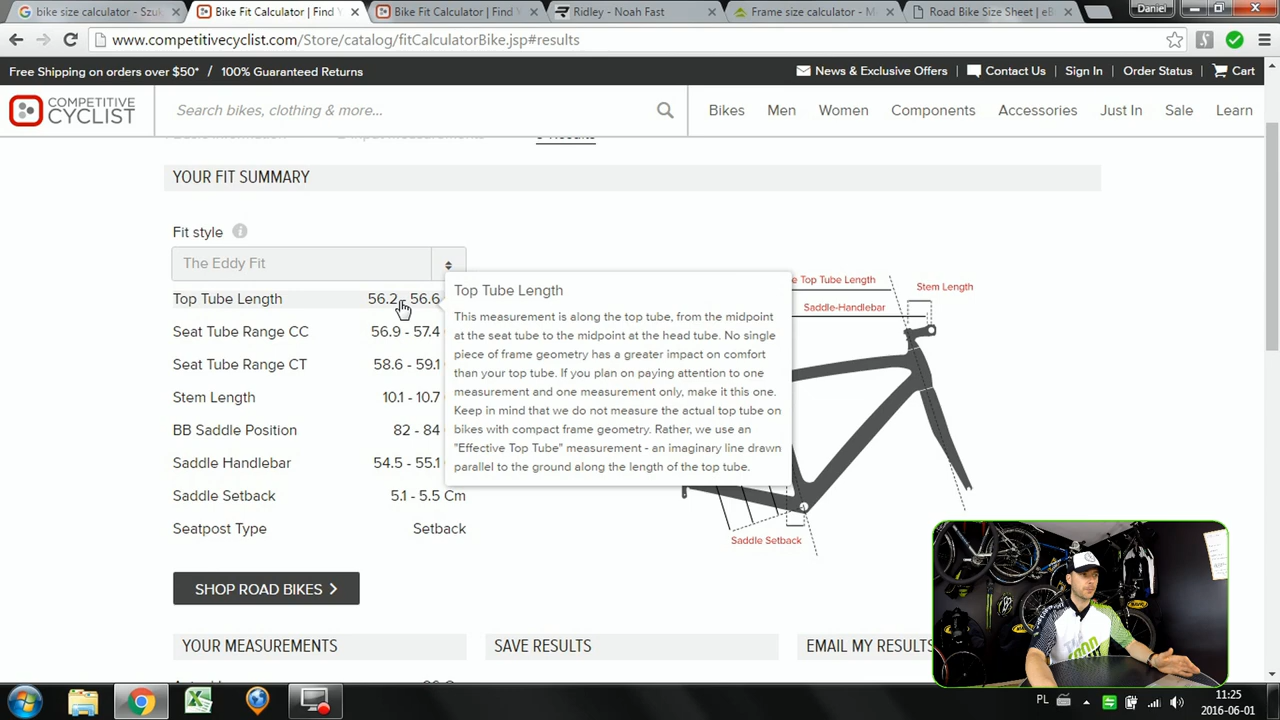 bike size calculator - Szuk
Bike Fit Calculator | Find Y
Bike Fit Calculator | Find \
Ridley - Noah Fast
Frame size calculator - M
Road Bike Size Sheet | eB
Daniel
www.competitivecyclist.com/Store/catalog/fitCalculatorBike.jsp#results
Free Shipping on orders over $50* / 100% Guaranteed Returns
News & Exclusive Offers | Contact Us | Sign In | Order Status | Cart
COMPETITIVE
CYCLIST
Search bikes, clothing & more...
Bikes Men Women Components Accessories Just In Sale Learn
3 Results
YOUR FIT SUMMARY
Fit style i
The Eddy Fit
Top Tube Length 56.2 - 56.6
Seat Tube Range CC 56.9 - 57.4
Seat Tube Range CT 58.6 - 59.1
Stem Length 10.1 - 10.7
BB Saddle Position 82 - 84
Saddle Handlebar 54.5 - 55.1
Saddle Setback 5.1 - 5.5 Cm
Seatpost Type Setback
Top Tube Length
This measurement is along the top tube, from the midpoint
at the seat tube to the midpoint at the head tube. No single
piece of frame geometry has a greater impact on comfort
than your top tube. If you plan on paying attention to one
measurement and one measurement only, make it this one.
Keep in mind that we do not measure the actual top tube on
bikes with compact frame geometry. Rather, we use an
"Effective Top Tube" measurement - an imaginary line drawn
parallel to the ground along the length of the top tube.
e Top Tube Length
Stem Length
Saddle-Handlebar
Saddle Setback
SHOP ROAD BIKES >
YOUR MEASUREMENTS
SAVE RESULTS
EMAIL MY RESULTS
PL
11:25
2016-06-01